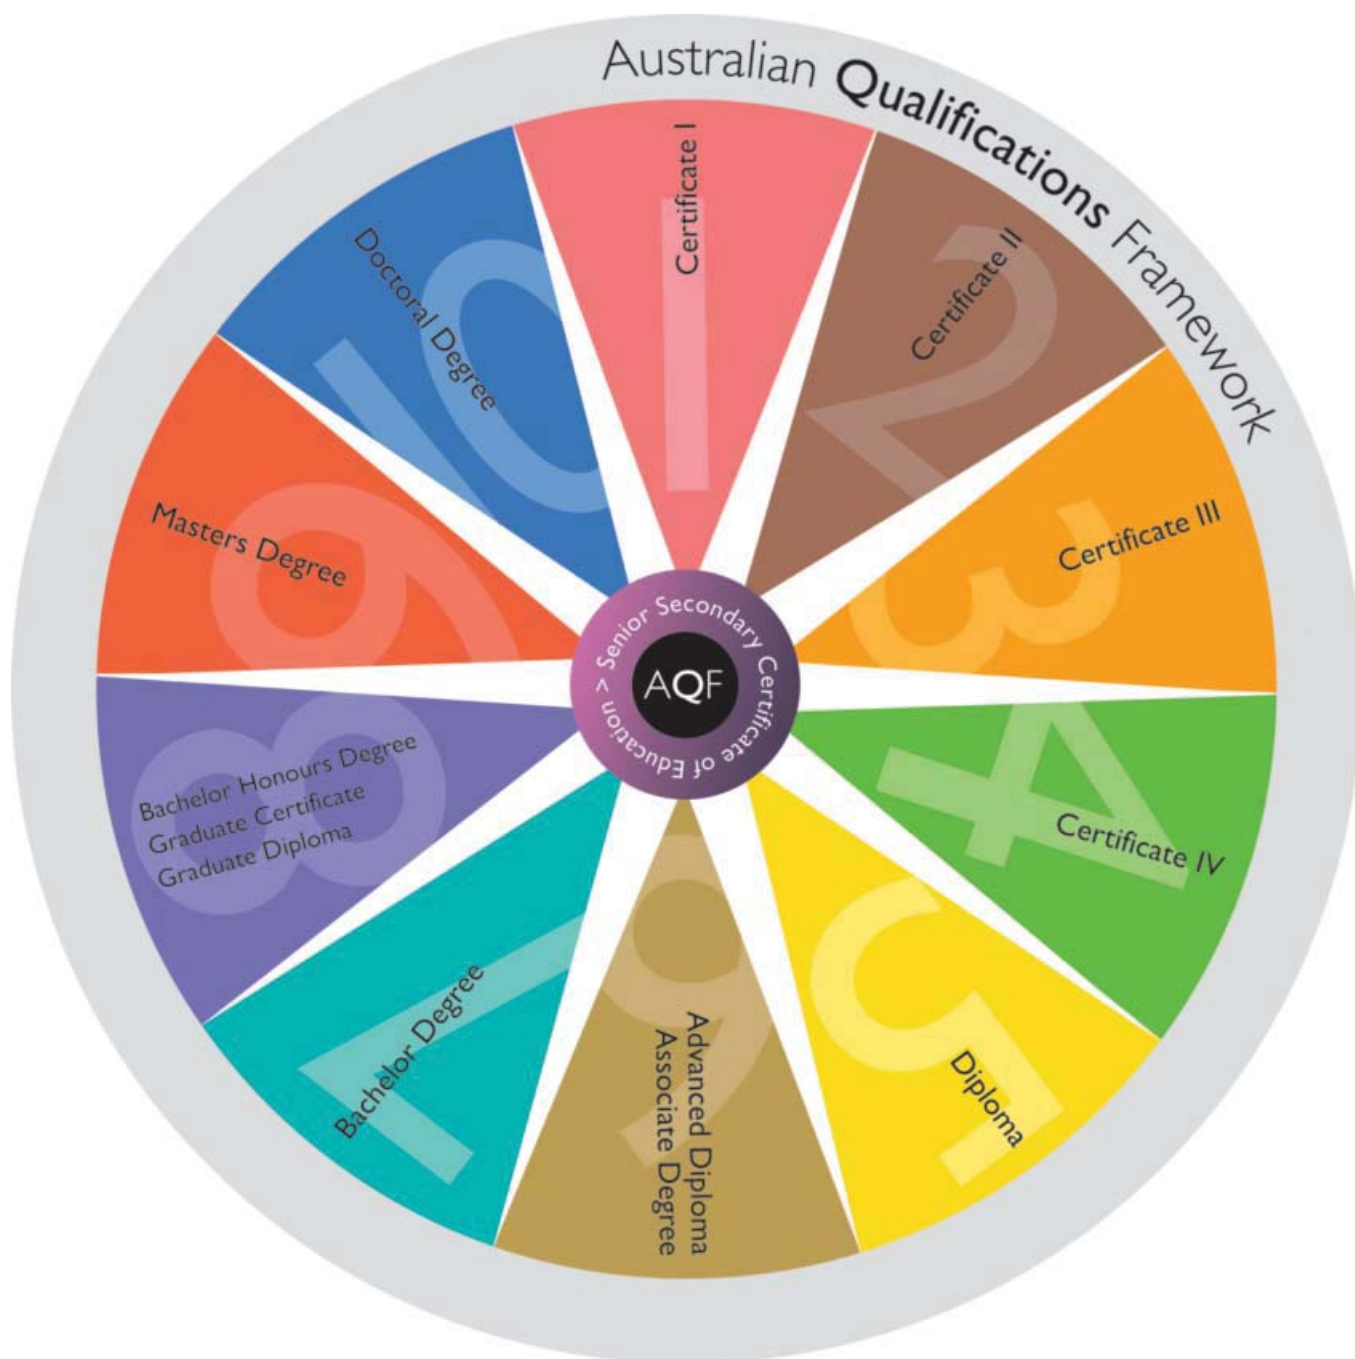 Australian Qualifications Framework
1
Certificate I
2
Certificate II
3
Certificate III
4
Certificate IV
5
Diploma
6
Advanced Diploma
Associate Degree
7
Bachelor Degree
8
Bachelor Honours Degree
Graduate Certificate
Graduate Diploma
9
Masters Degree
10
Doctoral Degree
Senior Secondary Certificate of Education >
AQF